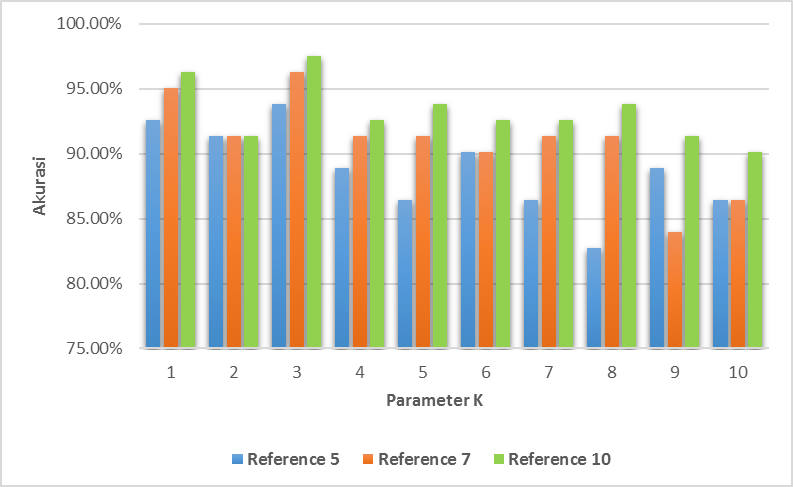 100.00%
95.00%
90.00%
85.00%
80.00%
75.00%
Akurasi
1 2 3 4 5 6 7 8 9 10
Parameter K
Reference 5 Reference 7 Reference 10